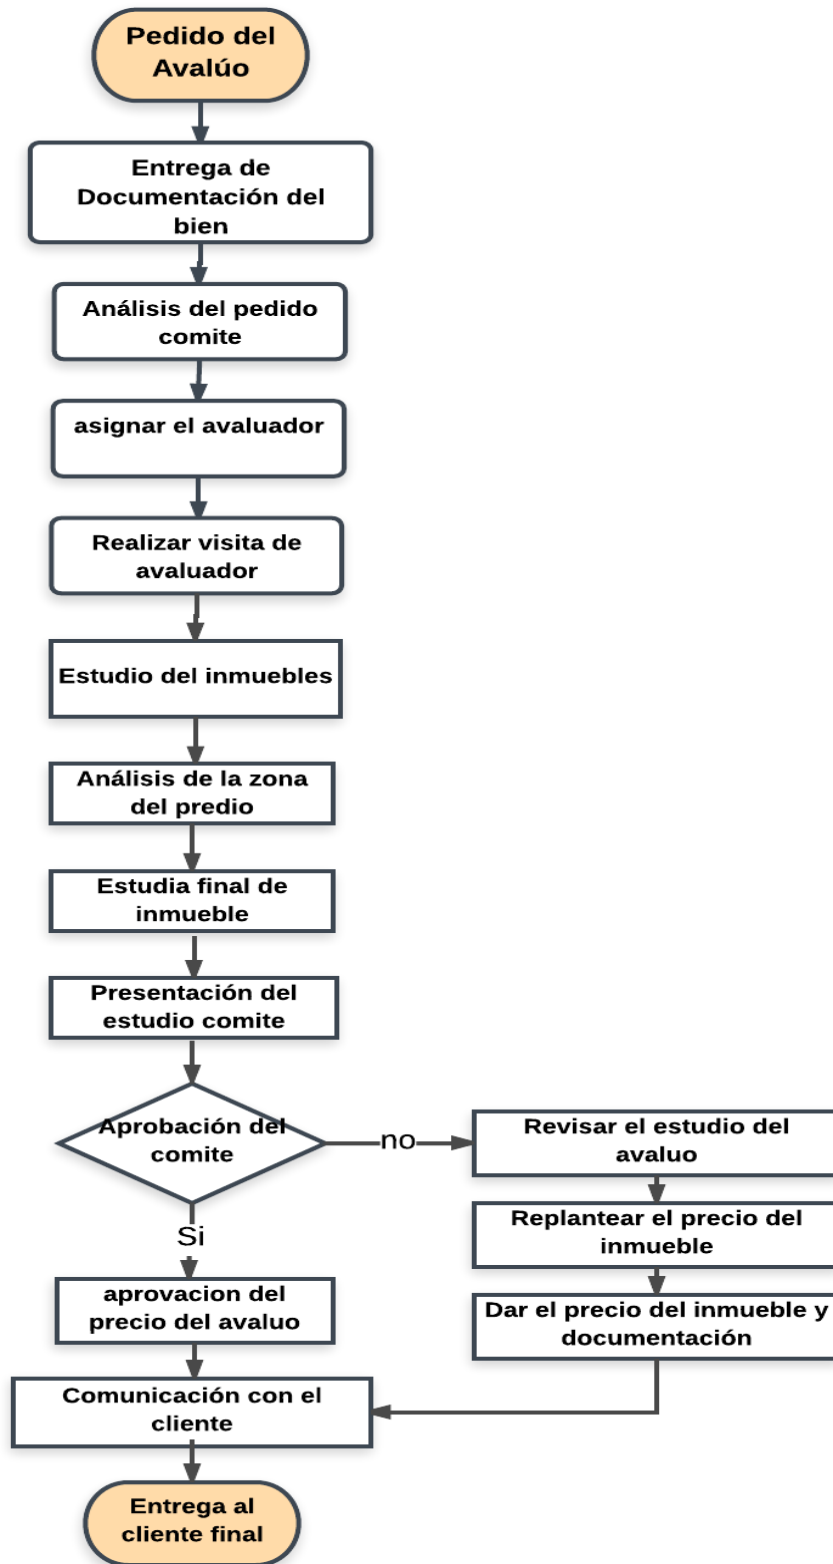 Pedido del
Avalúo
Entrega de
Documentación del
bien
Análisis del pedido
comite
asignar el avaluador
Realizar visita de
avaluador
Estudio del inmuebles
Análisis de la zona
del predio
Estudia final de
inmueble
Presentación del
estudio comite
Aprobación del
comite
no
Revisar el estudio del
avaluo
Replantear el precio del
inmueble
Dar el precio del inmueble y
documentación
Si
aprovacion del
precio del avaluo
Comunicación con el
cliente
Entrega al
cliente final